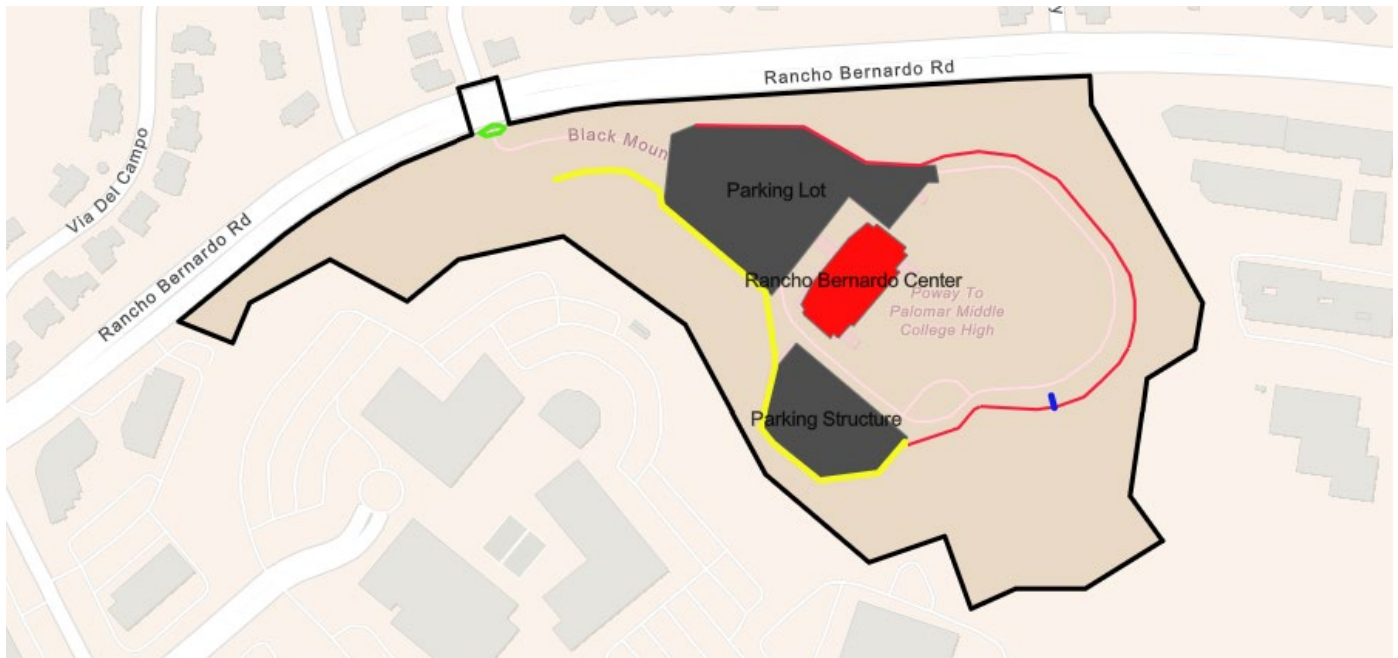 y
Rancho Bernardo Rd
Via Del Campo
Black Moun
Parking Lot
Rancho Bernardo Rd
Rancho Bernardo Center
Poway To
Palomar Middle
College High
Parking Structure